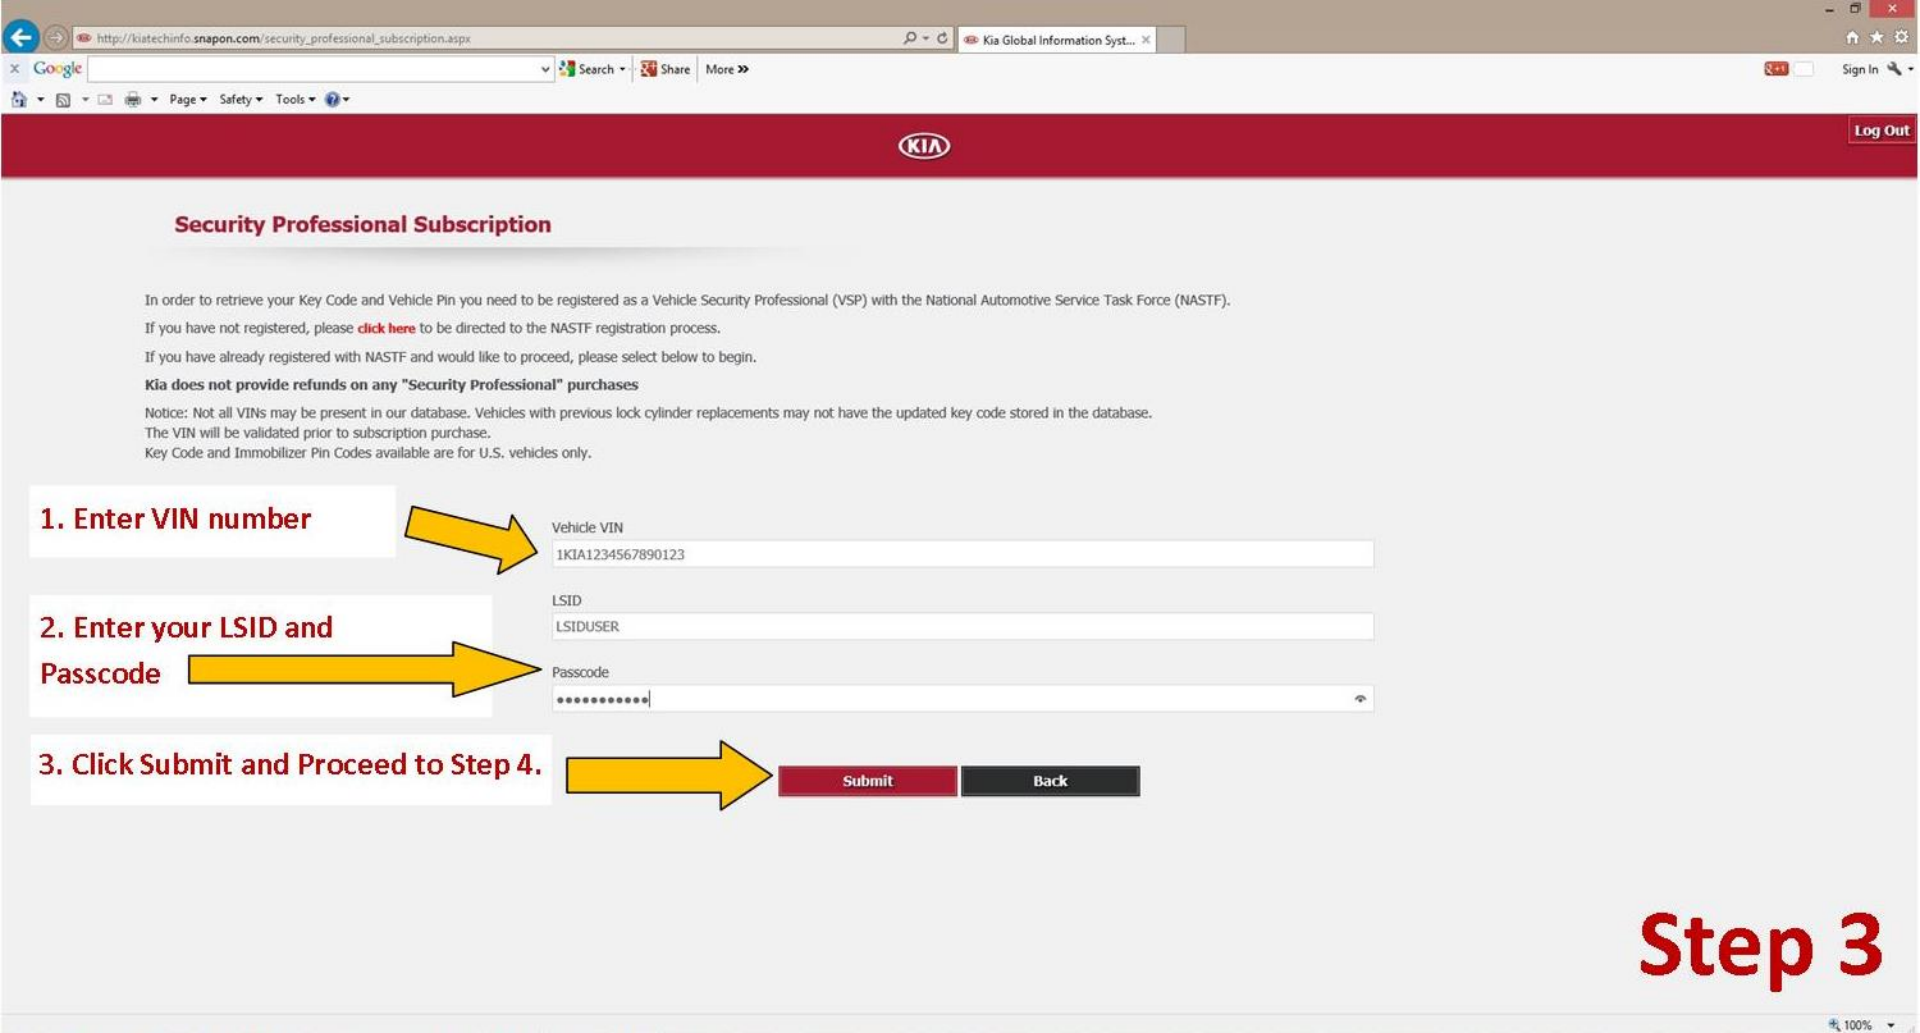 http://kiatechinfo.snapon.com/security_professional_subscription.aspx
Kia Global Information Syst...
Google
Search
Share
More »
Sign In
Page
Safety
Tools
KIA
Log Out
Security Professional Subscription
In order to retrieve your Key Code and Vehicle Pin you need to be registered as a Vehicle Security Professional (VSP) with the National Automotive Service Task Force (NASTF).
If you have not registered, please click here to be directed to the NASTF registration process.
If you have already registered with NASTF and would like to proceed, please select below to begin.
Kia does not provide refunds on any "Security Professional" purchases
Notice: Not all VINs may be present in our database. Vehicles with previous lock cylinder replacements may not have the updated key code stored in the database.
The VIN will be validated prior to subscription purchase.
Key Code and Immobilizer Pin Codes available are for U.S. vehicles only.
1. Enter VIN number
Vehicle VIN
1KIA1234567890123
2. Enter your LSID and
Passcode
LSID
LSIDUSER
Passcode
•••••••••••
3. Click Submit and Proceed to Step 4.
Submit
Back
Step 3
100%